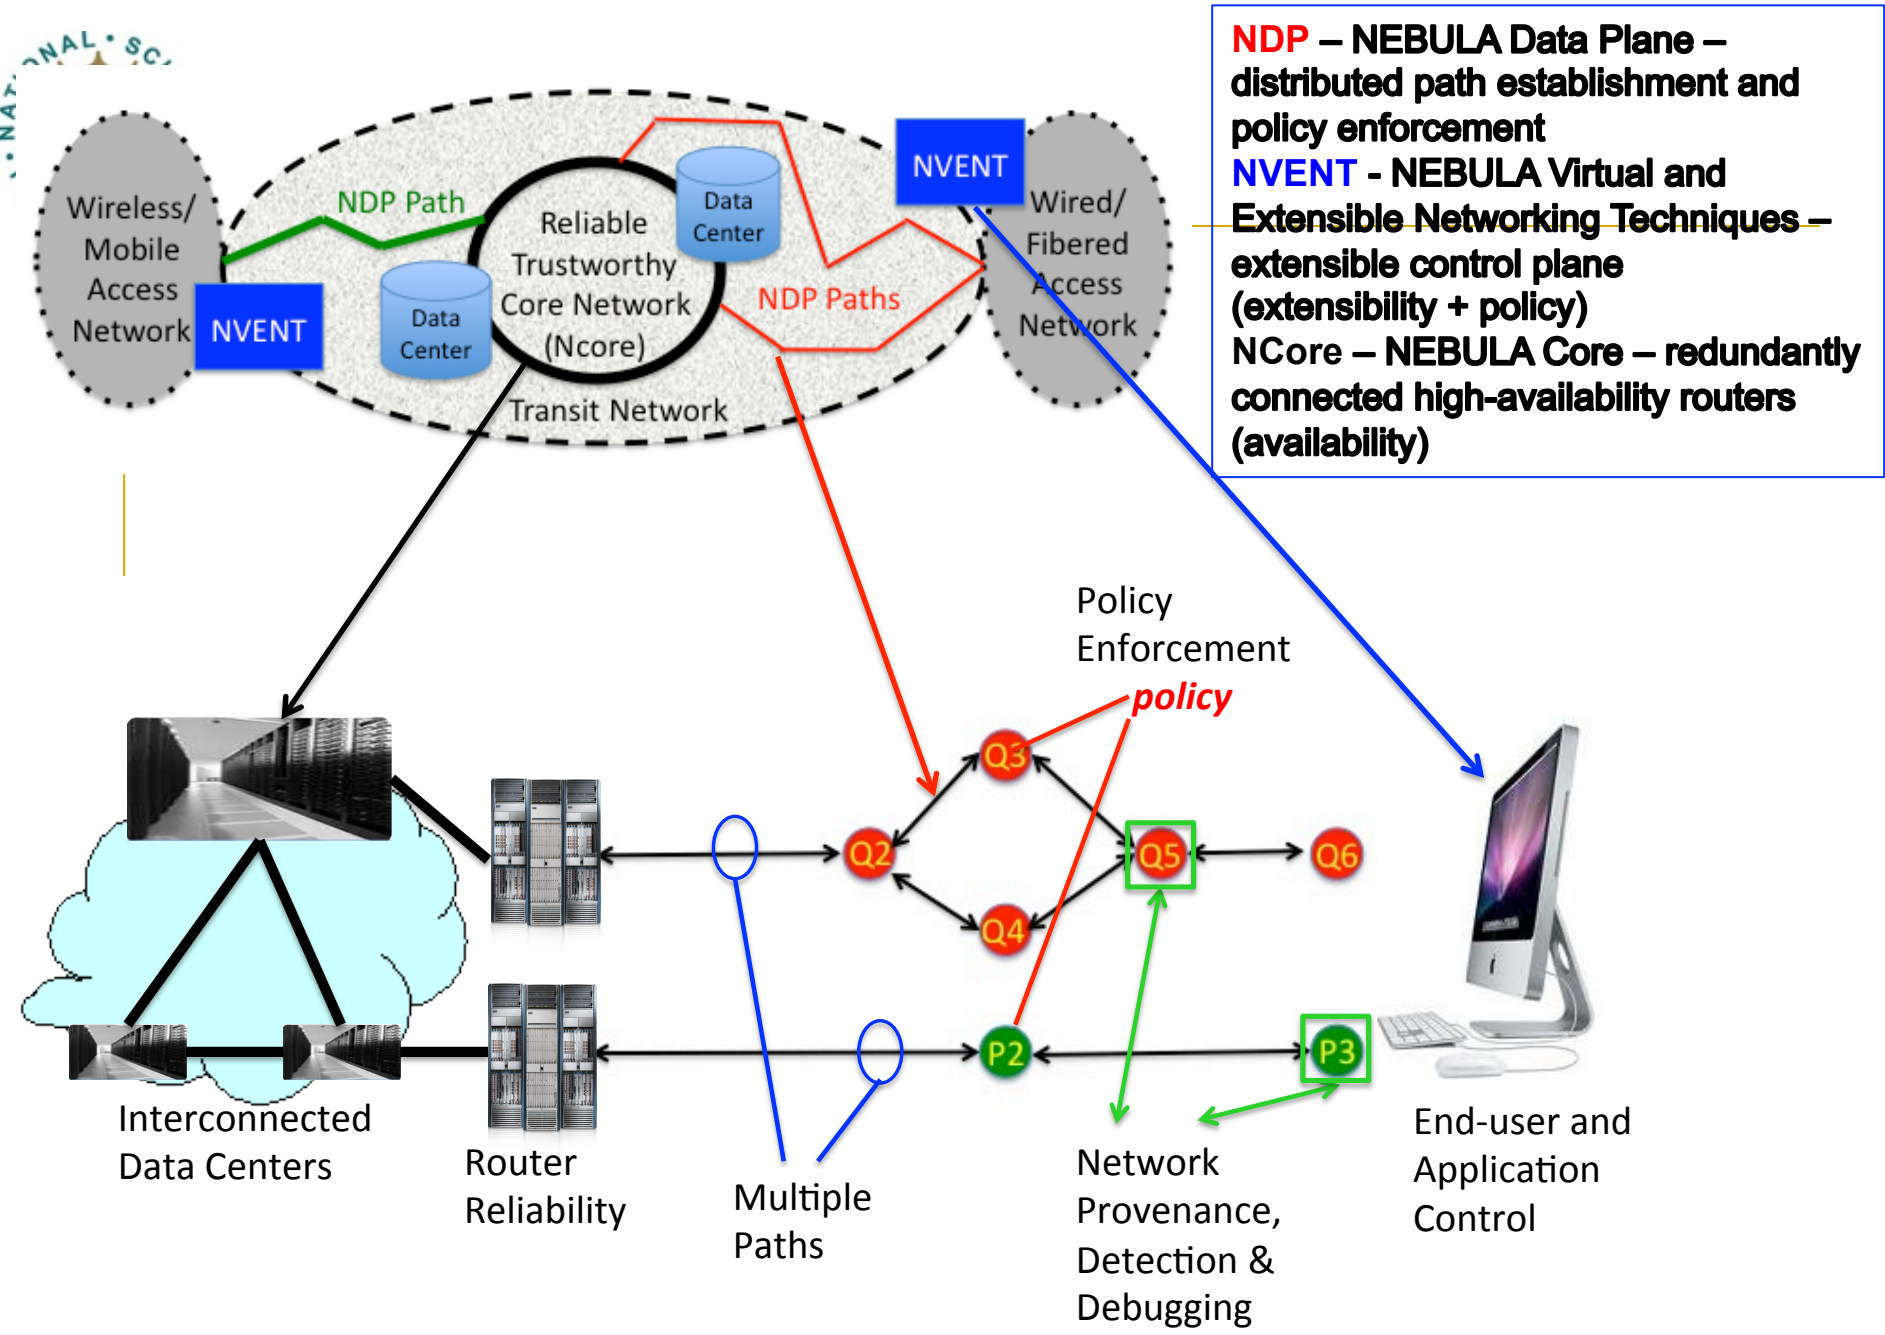 NATIONAL • SC
NDP – NEBULA Data Plane –
distributed path establishment and
policy enforcement
NVENT - NEBULA Virtual and
Extensible Networking Techniques –
extensible control plane
(extensibility + policy)
NCore – NEBULA Core – redundantly
connected high-availability routers
(availability)
Wireless/
Mobile
Access
Network
NVENT
NDP Path
Data
Center
Reliable
Trustworthy
Core Network
(Ncore)
Data
Center
NDP Paths
Transit Network
NVENT
Wired/
Fibered
Access
Network
Policy
Enforcement
policy
Q3
Q2
Q5
Q6
Q4
P2
P3
Interconnected
Data Centers
Router
Reliability
Multiple
Paths
Network
Provenance,
Detection &
Debugging
End-user and
Application
Control